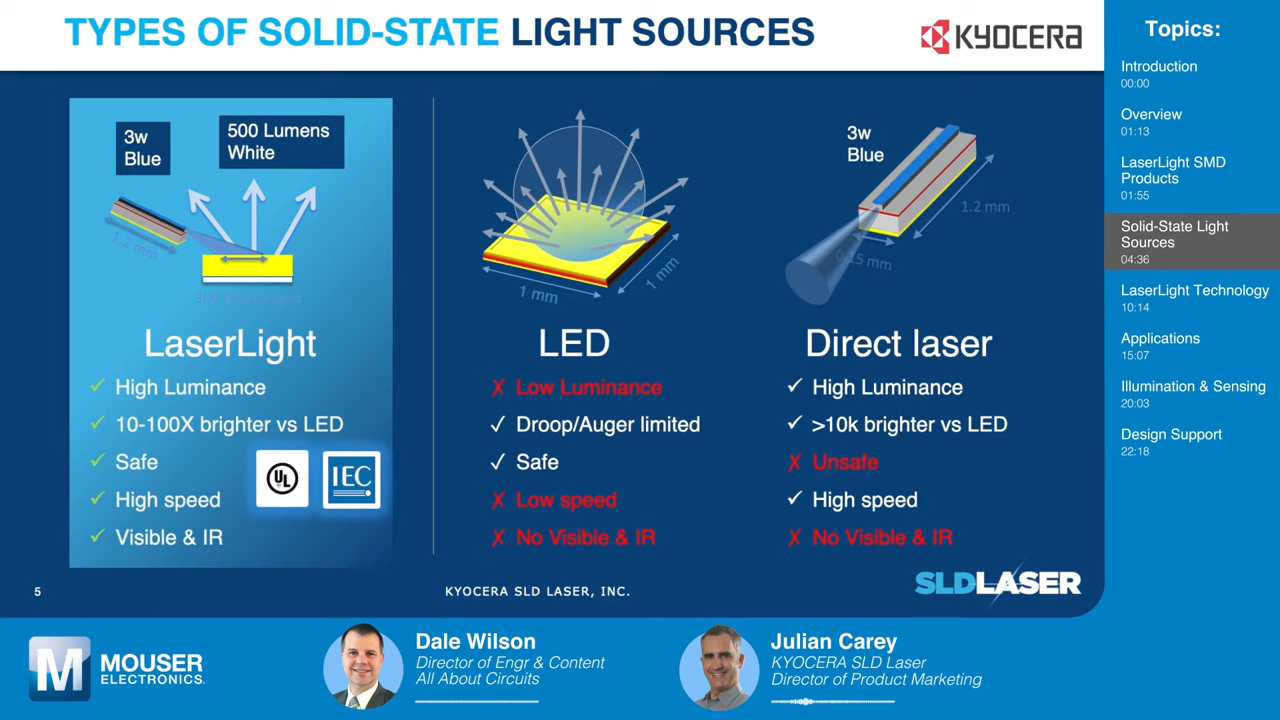 TYPES OF SOLID-STATE LIGHT SOURCES
KYOCERA
3w
Blue
500 Lumens
White
1.2 mm
LaserLight
✓ High Luminance
✓ 10-100X brighter vs LED
✓ Safe
UL
IEC
✓ High speed
✓ Visible & IR
1 mm
1 mm
LED
✗ Low Luminance
✓ Droop/Auger limited
✓ Safe
✗ Low speed
✗ No Visible & IR
3w
Blue
1.2 mm
0.15 mm
Direct laser
✓ High Luminance
✓ >10k brighter vs LED
✗ Unsafe
✓ High speed
✗ No Visible & IR
5
KYOCERA SLD LASER, INC.
SLDLASER
Topics:
Introduction
00:00
Overview
01:13
LaserLight SMD
Products
01:55
Solid-State Light
Sources
04:36
LaserLight Technology
10:14
Applications
15:07
Illumination & Sensing
20:03
Design Support
22:18
M
MOUSER
ELECTRONICS.
Dale Wilson
Director of Engr & Content
All About Circuits
Julian Carey
KYOCERA SLD Laser
Director of Product Marketing